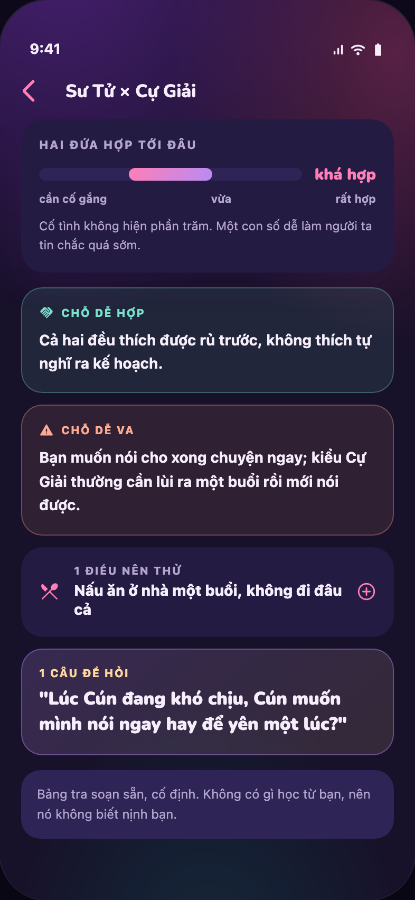 9:41
Sư Tử × Cự Giải
HAI ĐỨA HỢP TỚI ĐÂU
khá hợp
cần cố gắng vừa rất hợp
Cố tình không hiện phần trăm. Một con số dễ làm người ta
tin chắc quá sớm.
CHỖ DỄ HỢP
Cả hai đều thích được rủ trước, không thích tự
nghĩ ra kế hoạch.
CHỖ DỄ VA
Bạn muốn nói cho xong chuyện ngay; kiểu Cự
Giải thường cần lùi ra một buổi rồi mới nói
được.
1 ĐIỀU NÊN THỬ
Nấu ăn ở nhà một buổi, không đi đâu
cả
1 CÂU ĐỂ HỎI
"Lúc Cún đang khó chịu, Cún muốn
mình nói ngay hay để yên một lúc?"
Bảng tra soạn sẵn, cố định. Không có gì học từ bạn, nên
nó không biết nịnh bạn.